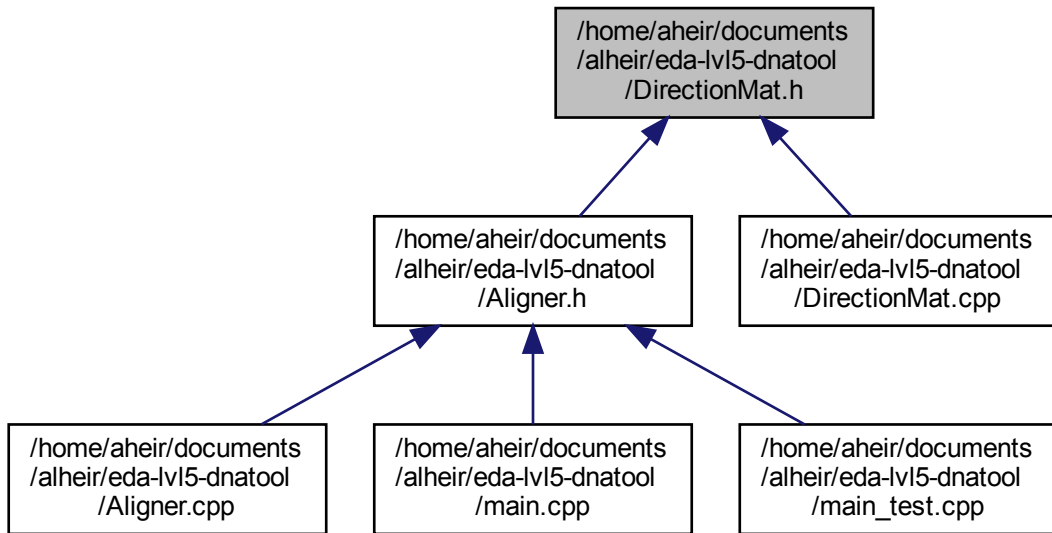 /home/aheir/documents
/alheir/eda-lvl5-dnatool
/DirectionMat.h
/home/aheir/documents
/alheir/eda-lvl5-dnatool
/Aligner.h
/home/aheir/documents
/alheir/eda-lvl5-dnatool
/DirectionMat.cpp
/home/aheir/documents
/alheir/eda-lvl5-dnatool
/Aligner.cpp
/home/aheir/documents
/alheir/eda-lvl5-dnatool
/main.cpp
/home/aheir/documents
/alheir/eda-lvl5-dnatool
/main_test.cpp